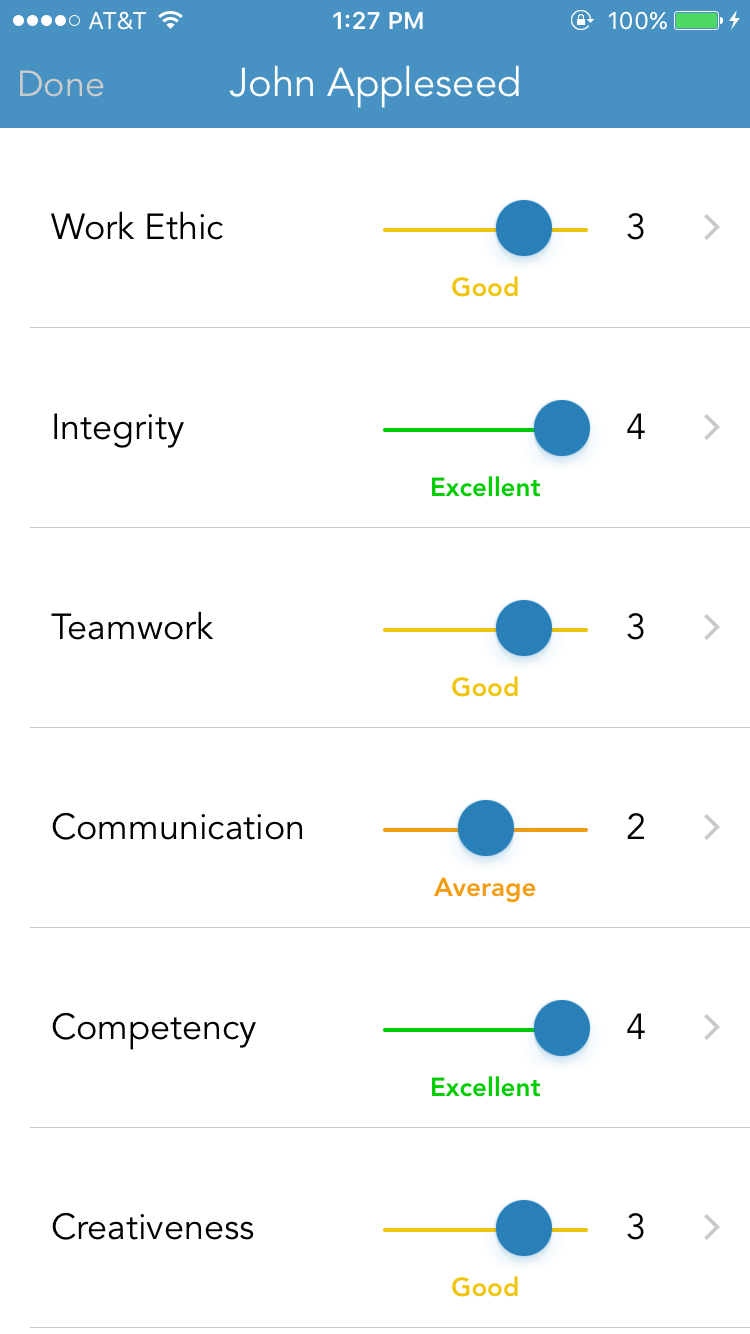 AT&T 1:27 PM 100%
Done John Appleseed
Work Ethic 3
Good
Integrity 4
Excellent
Teamwork 3
Good
Communication 2
Average
Competency 4
Excellent
Creativeness 3
Good